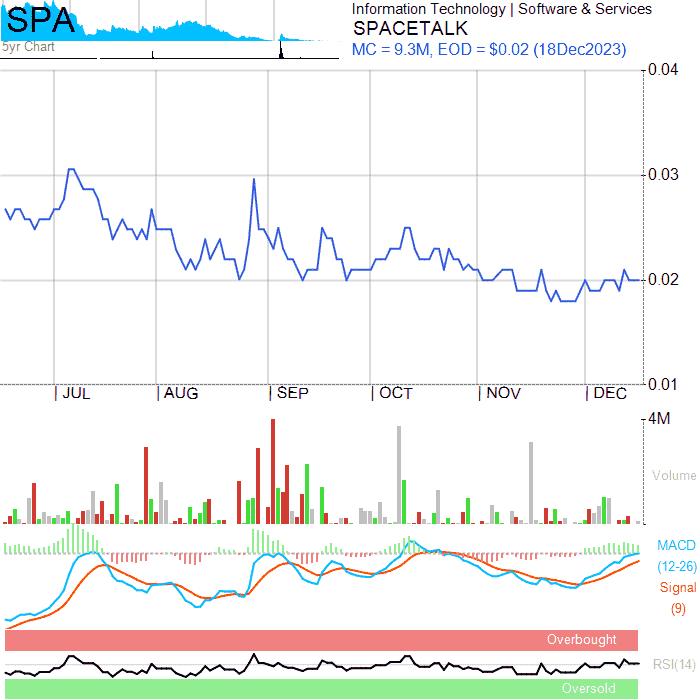 SPA
5yr Chart
Information Technology | Software & Services
SPACETALK
MC = 9.3M, EOD = $0.02 (18Dec2023)
0.04
0.03
0.02
0.01
| JUL | AUG | SEP | OCT | NOV | DEC
4M
Volume
MACD
(12-26)
Signal
(9)
Overbought
RSI(14)
Oversold